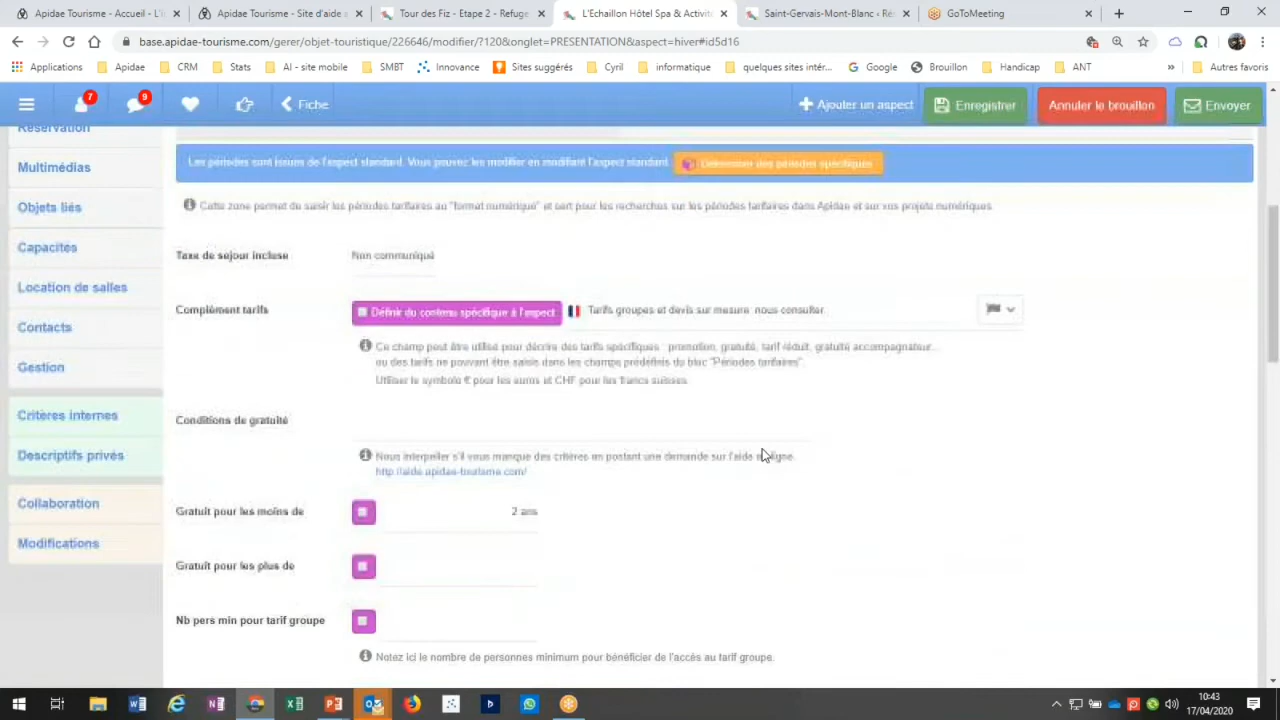 Apidae Tourisme - Accueil - L'i
Apidae Tourisme - Site d'aide
Tour des Fiz - Etape 2 - Refuge
L'Echaillon Hôtel Spa & Activité
Saint-Gervais-Mont-Blanc ‹ Rés
GoToMeeting
base.apidae-tourisme.com/gerer/objet-touristique/226646/modifier/?120&onglet=PRESENTATION&aspect=hiver#id5d16
Applications Apidae CRM Stats AI - site mobile SMBT Innovance Sites suggérés Cyril informatique quelques sites intér... Google Brouillon Handicap ANT » Autres favoris
7 9 Fiche Ajouter un aspect Enregistrer Annuler le brouillon Envoyer
Réservation
Multimédias
Objets liés
Capacités
Location de salles
Contacts
Gestion
Critères internes
Descriptifs privés
Collaboration
Modifications
Les périodes sont issues de l'aspect standard. Vous pouvez les modifier en modifiant l'aspect standard. Déterminer des périodes spécifiques
Cette zone permet de saisir les périodes tarifaires au "format numérique" et sert pour les recherches sur les périodes tarifaires dans Apidae et sur vos projets numériques.
Taxe de séjour incluse Non communiqué
Complément tarifs Définir du contenu spécifique à l'aspect Tarifs groupes et devis sur mesure: nous consulter.
Ce champ peut être utilisé pour décrire des tarifs spécifiques : promotion, gratuité, tarif réduit, gratuité accompagnateur...
ou des tarifs ne pouvant être saisis dans les champs prédéfinis du bloc "Périodes tarifaires".
Utiliser le symbole € pour les euros et CHF pour les francs suisses.
Conditions de gratuité
Nous interpeller s'il vous manque des critères en postant une demande sur l'aide en ligne.
http://aide.apidae-tourisme.com/
Gratuit pour les moins de 2 ans
Gratuit pour les plus de
Nb pers min pour tarif groupe
Notez ici le nombre de personnes minimum pour bénéficier de l'accès au tarif groupe.
10:43
17/04/2020